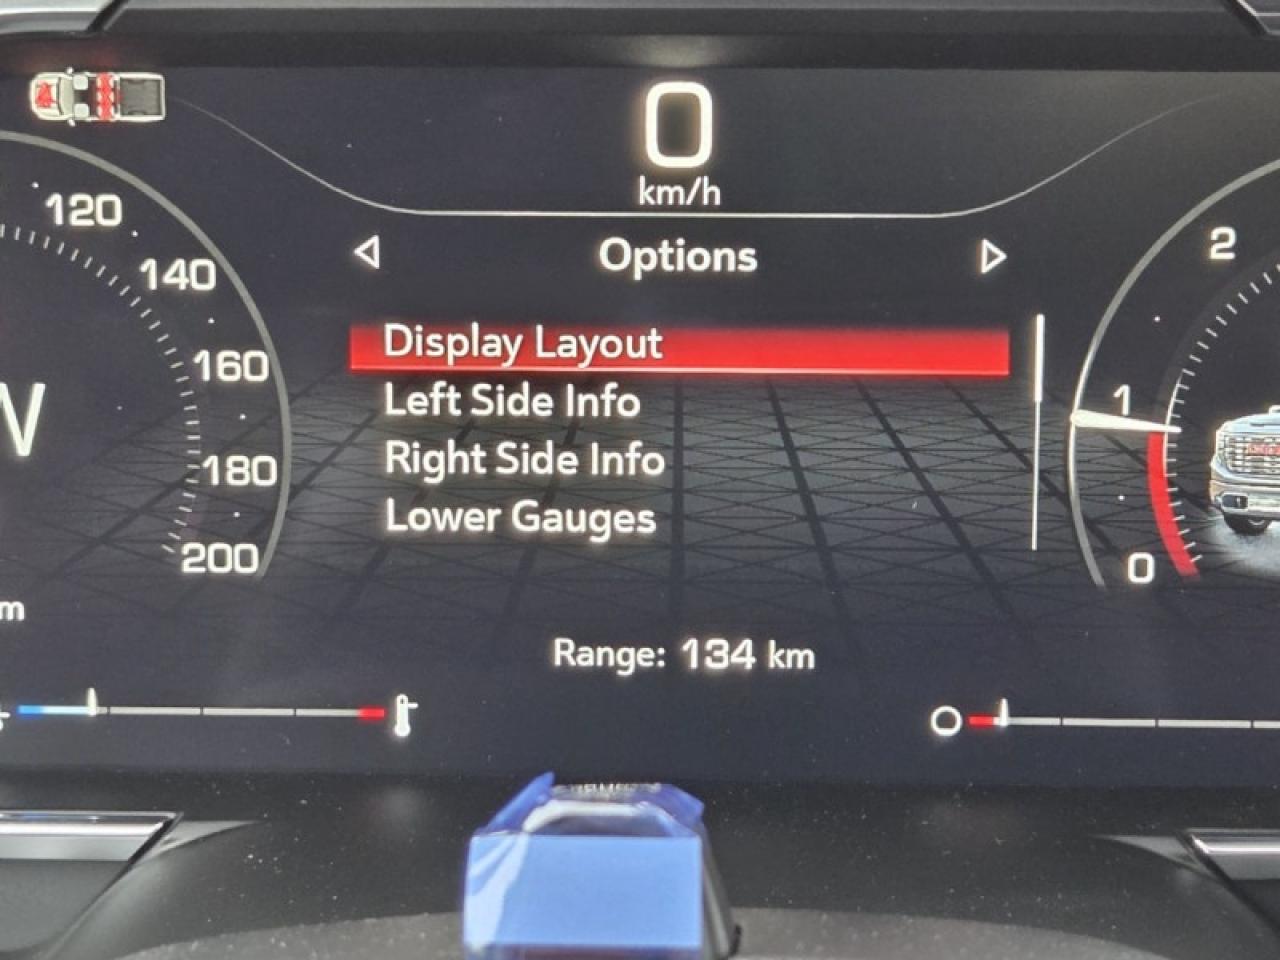 0
km/h
Options
Display Layout
Left Side Info
Right Side Info
Lower Gauges
Range: 134 km
120
140
160
180
200
2
1
0